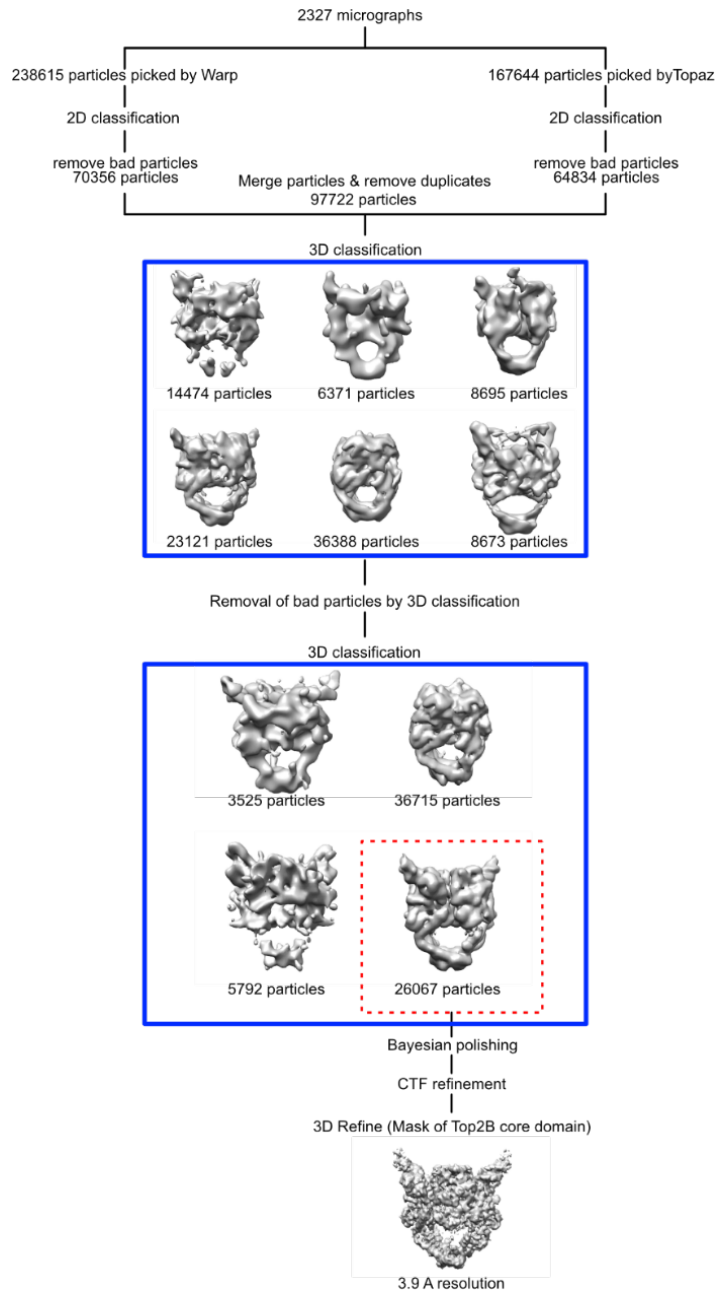 2327 micrographs
238615 particles picked by Warp
167644 particles picked byTopaz
2D classification
2D classification
remove bad particles
70356 particles
remove bad particles
64834 particles
Merge particles & remove duplicates
97722 particles
3D classification
14474 particles
6371 particles
8695 particles
23121 particles
36388 particles
8673 particles
Removal of bad particles by 3D classification
3D classification
3525 particles
36715 particles
5792 particles
26067 particles
Bayesian polishing
CTF refinement
3D Refine (Mask of Top2B core domain)
3.9 A resolution